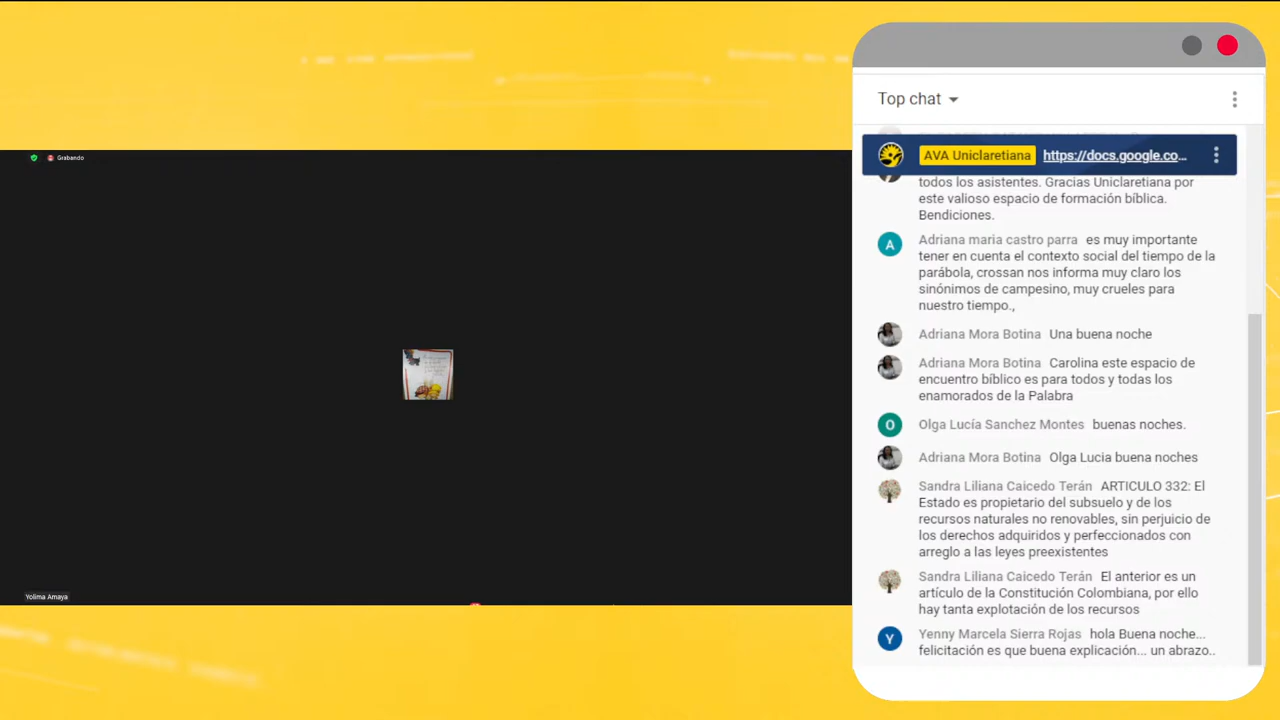 Grabando
Yolima Amaya
Top chat
AVA Uniclaretiana https://docs.google.co...
todos los asistentes. Gracias Uniclaretiana por
este valioso espacio de formación bíblica.
Bendiciones.
A
Adriana maria castro parra es muy importante
tener en cuenta el contexto social del tiempo de la
parábola, crossan nos informa muy claro los
sinónimos de campesino, muy crueles para
nuestro tiempo.,
Adriana Mora Botina Una buena noche
Adriana Mora Botina Carolina este espacio de
encuentro bíblico es para todos y todas los
enamorados de la Palabra
O
Olga Lucía Sanchez Montes buenas noches.
Adriana Mora Botina Olga Lucia buena noches
Sandra Liliana Caicedo Terán ARTICULO 332: El
Estado es propietario del subsuelo y de los
recursos naturales no renovables, sin perjuicio de
los derechos adquiridos y perfeccionados con
arreglo a las leyes preexistentes
Sandra Liliana Caicedo Terán El anterior es un
artículo de la Constitución Colombiana, por ello
hay tanta explotación de los recursos
Y
Yenny Marcela Sierra Rojas hola Buena noche...
felicitación es que buena explicación... un abrazo..